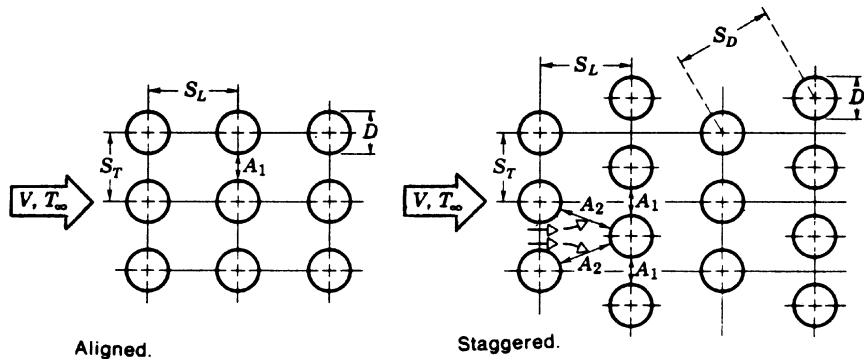 S_L
D
S_T
A_1
V, T_∞
Aligned.
S_D
S_L
D
S_T
A_2
A_1
V, T_∞
A_2
A_1
Staggered.